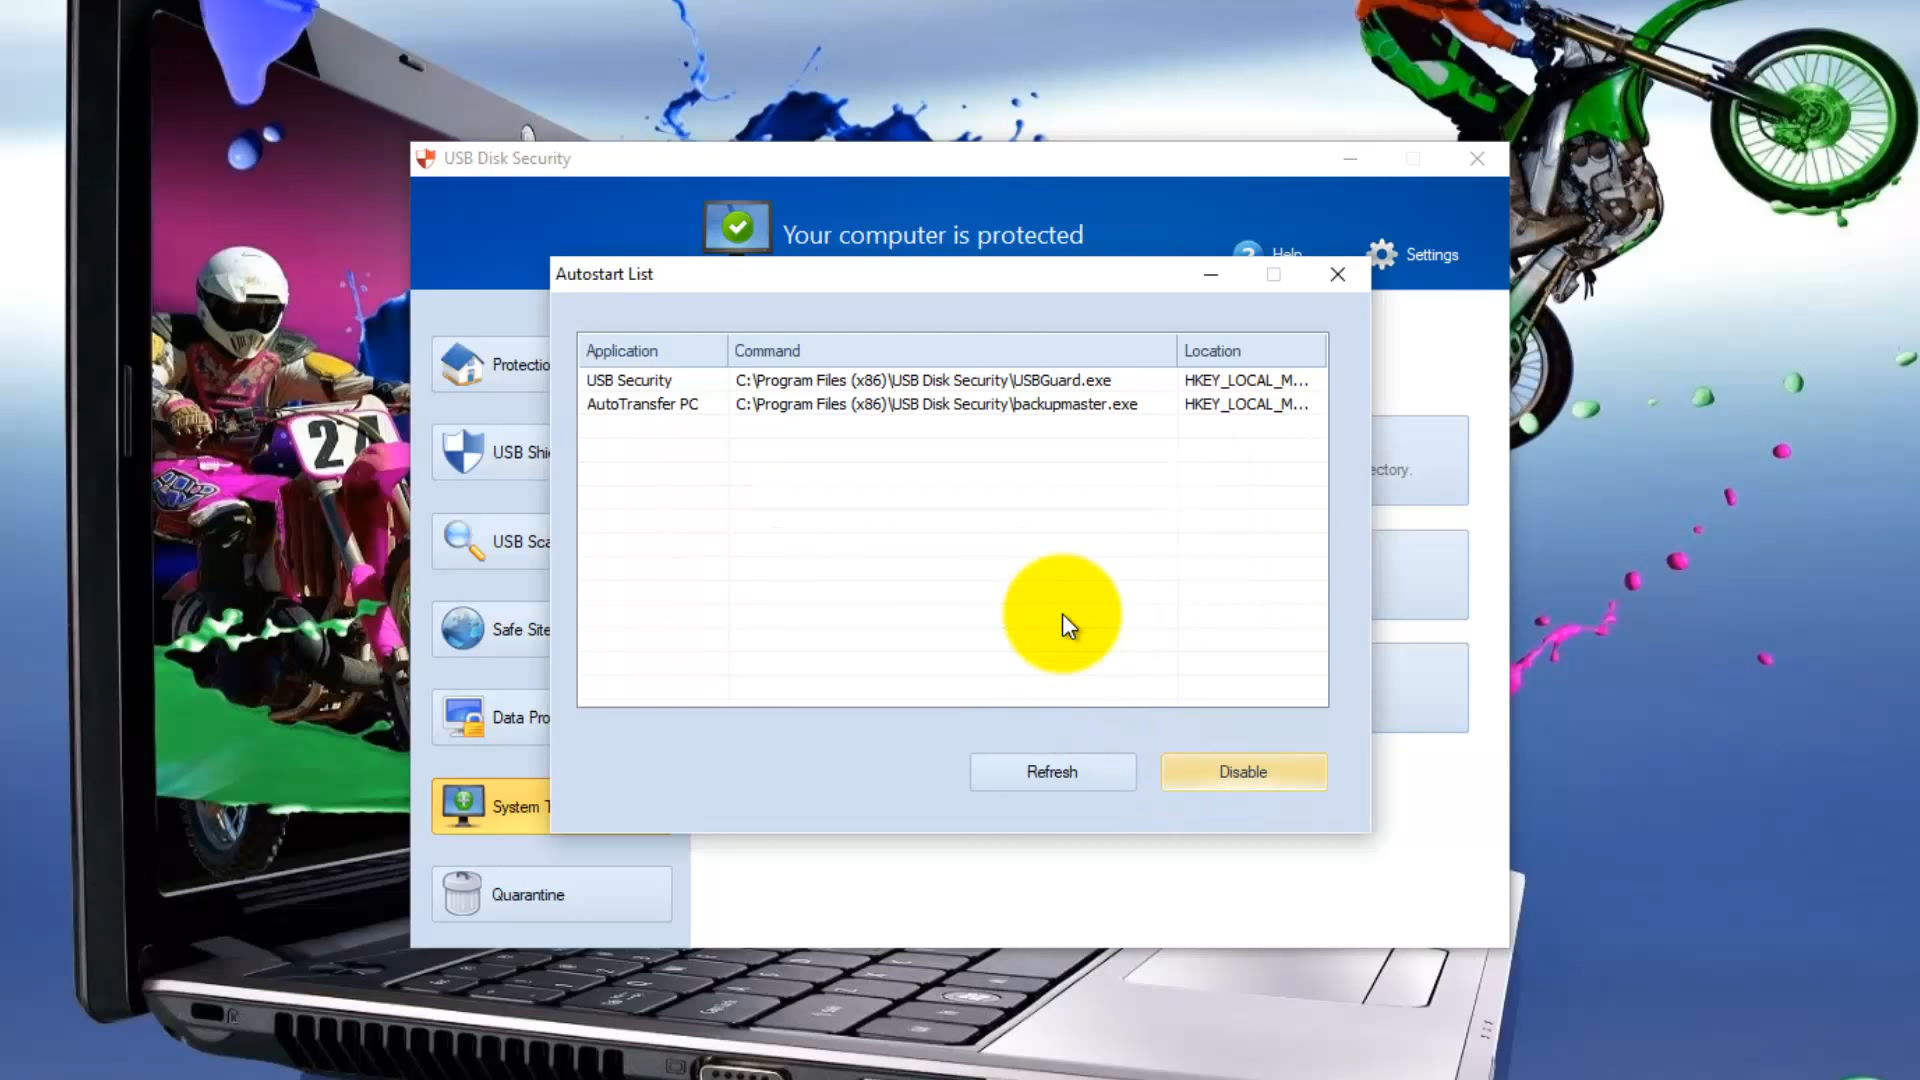 USB Disk Security
Your computer is protected
Help
Settings
Autostart List
Application Command Location
USB Security C:\Program Files (x86)\USB Disk Security\USBGuard.exe HKEY_LOCAL_M...
AutoTransfer PC C:\Program Files (x86)\USB Disk Security\backupmaster.exe HKEY_LOCAL_M...
Protectio
USB Shi
ectory.
USB Sca
Safe Site
Data Pro
System T
Refresh
Disable
Quarantine
24